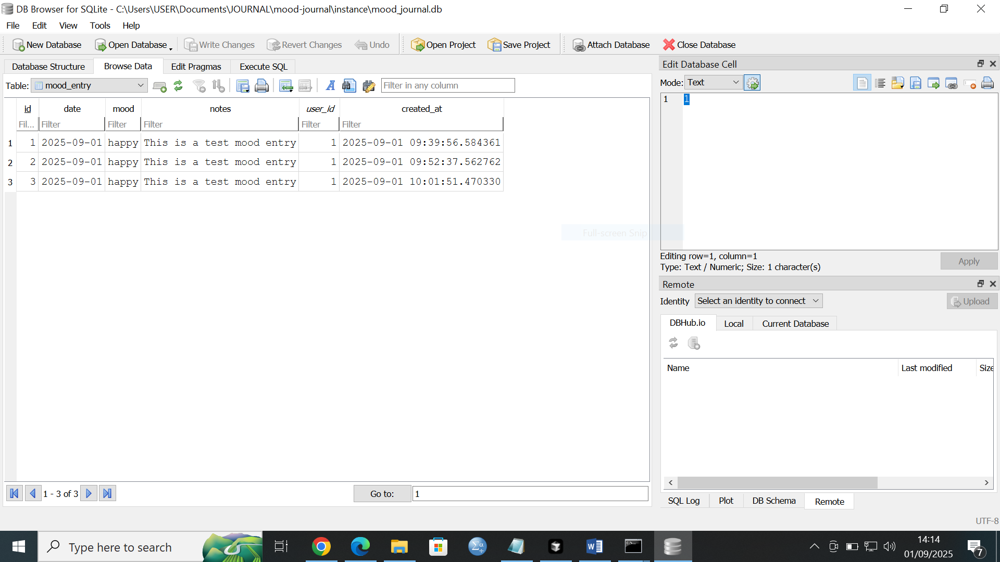 DB Browser for SQLite - C:\Users\USER\Documents\JOURNAL\mood-journal\instance\mood_journal.db
File Edit View Tools Help
New Database Open Database Write Changes Revert Changes Undo Open Project Save Project Attach Database Close Database
Database Structure Browse Data Edit Pragmas Execute SQL
Table: mood_entry Filter in any column
id date mood notes user_id created_at
Fil... Filter Filter Filter Filter Filter
1 1 2025-09-01 happy This is a test mood entry 1 2025-09-01 09:39:56.584361
2 2 2025-09-01 happy This is a test mood entry 1 2025-09-01 09:52:37.562762
3 3 2025-09-01 happy This is a test mood entry 1 2025-09-01 10:01:51.470330
Full-screen Snip
1 - 3 of 3 Go to: 1
Edit Database Cell
Mode: Text
1 1
Editing row=1, column=1
Type: Text / Numeric; Size: 1 character(s)
Apply
Remote
Identity Select an identity to connect Upload
DBHub.io Local Current Database
Name Last modified Size
SQL Log Plot DB Schema Remote
UTF-8
Type here to search
14:14
01/09/2025
7